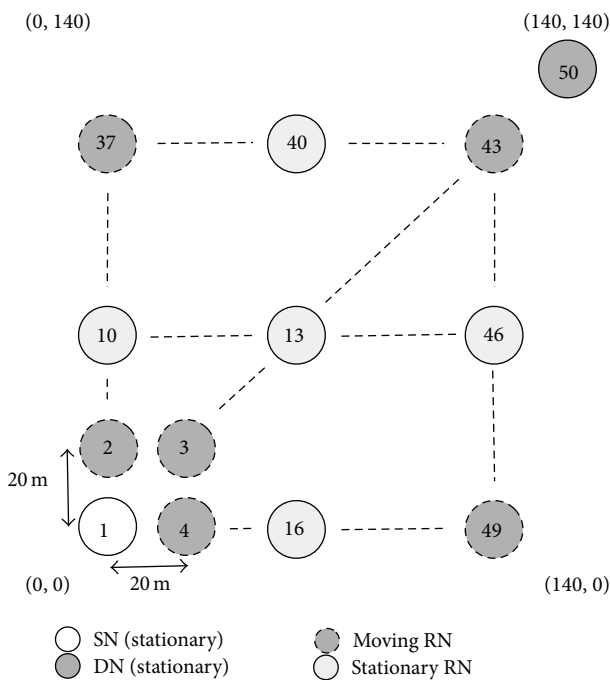 (0, 140) (140, 140)
50
37 40 43
10 13 46
2 3
20 m
1 4 16 49
(0, 0) 20 m (140, 0)
SN (stationary) Moving RN
DN (stationary) Stationary RN